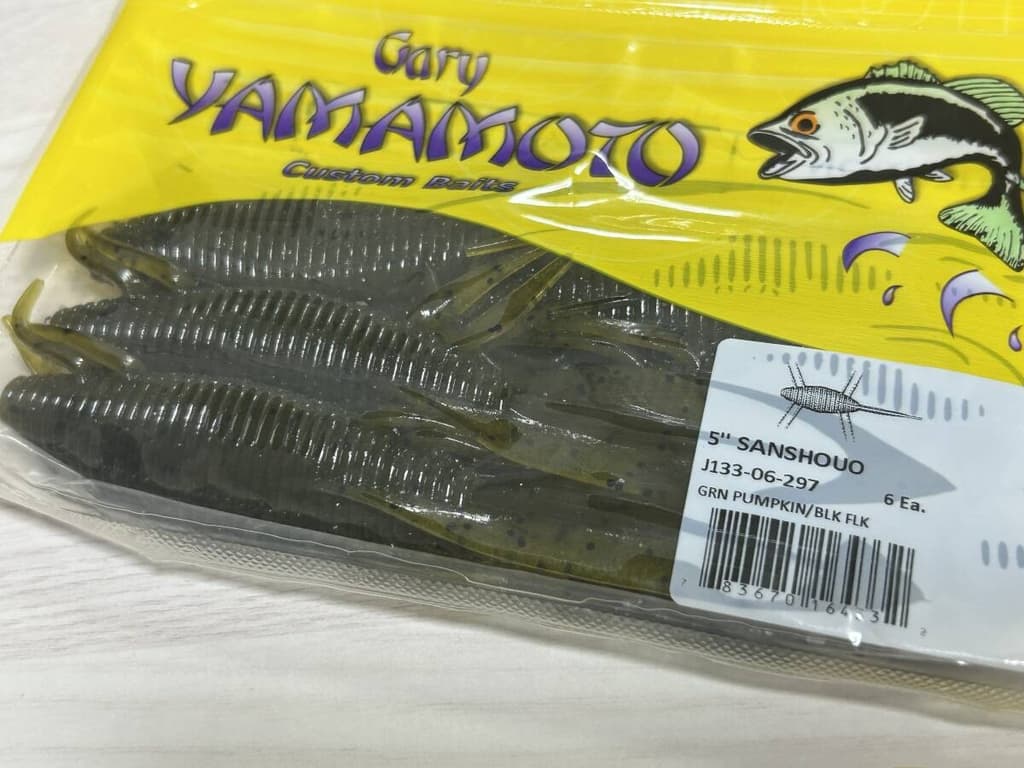 Gary
YAMAMOTO
Custom Baits
5" SANSHOUO
J133-06-297
6 Ea.
GRN PUMPKIN/BLK FLK